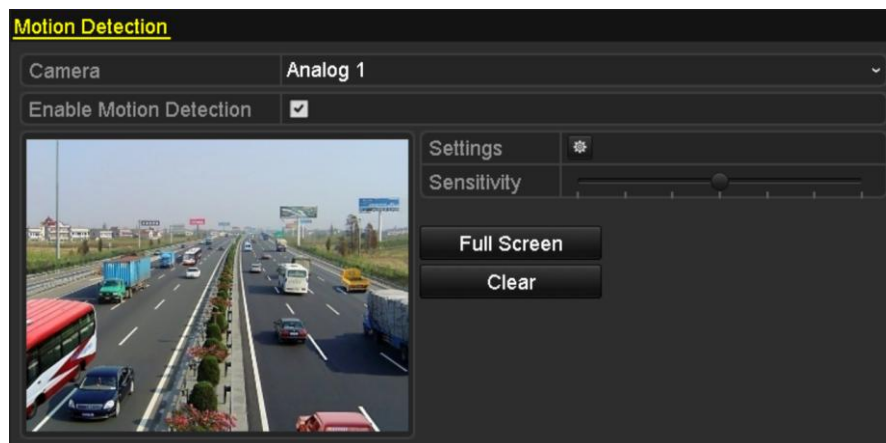 Motion Detection
Camera Analog 1
Enable Motion Detection
Settings
Sensitivity
Full Screen
Clear